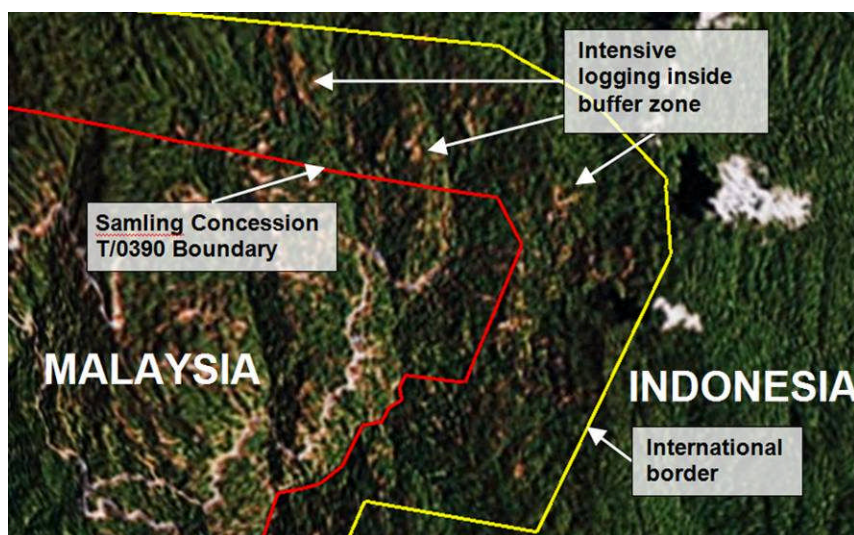 Intensive
logging inside
buffer zone
Samling Concession
T/0390 Boundary
MALAYSIA
INDONESIA
International
border